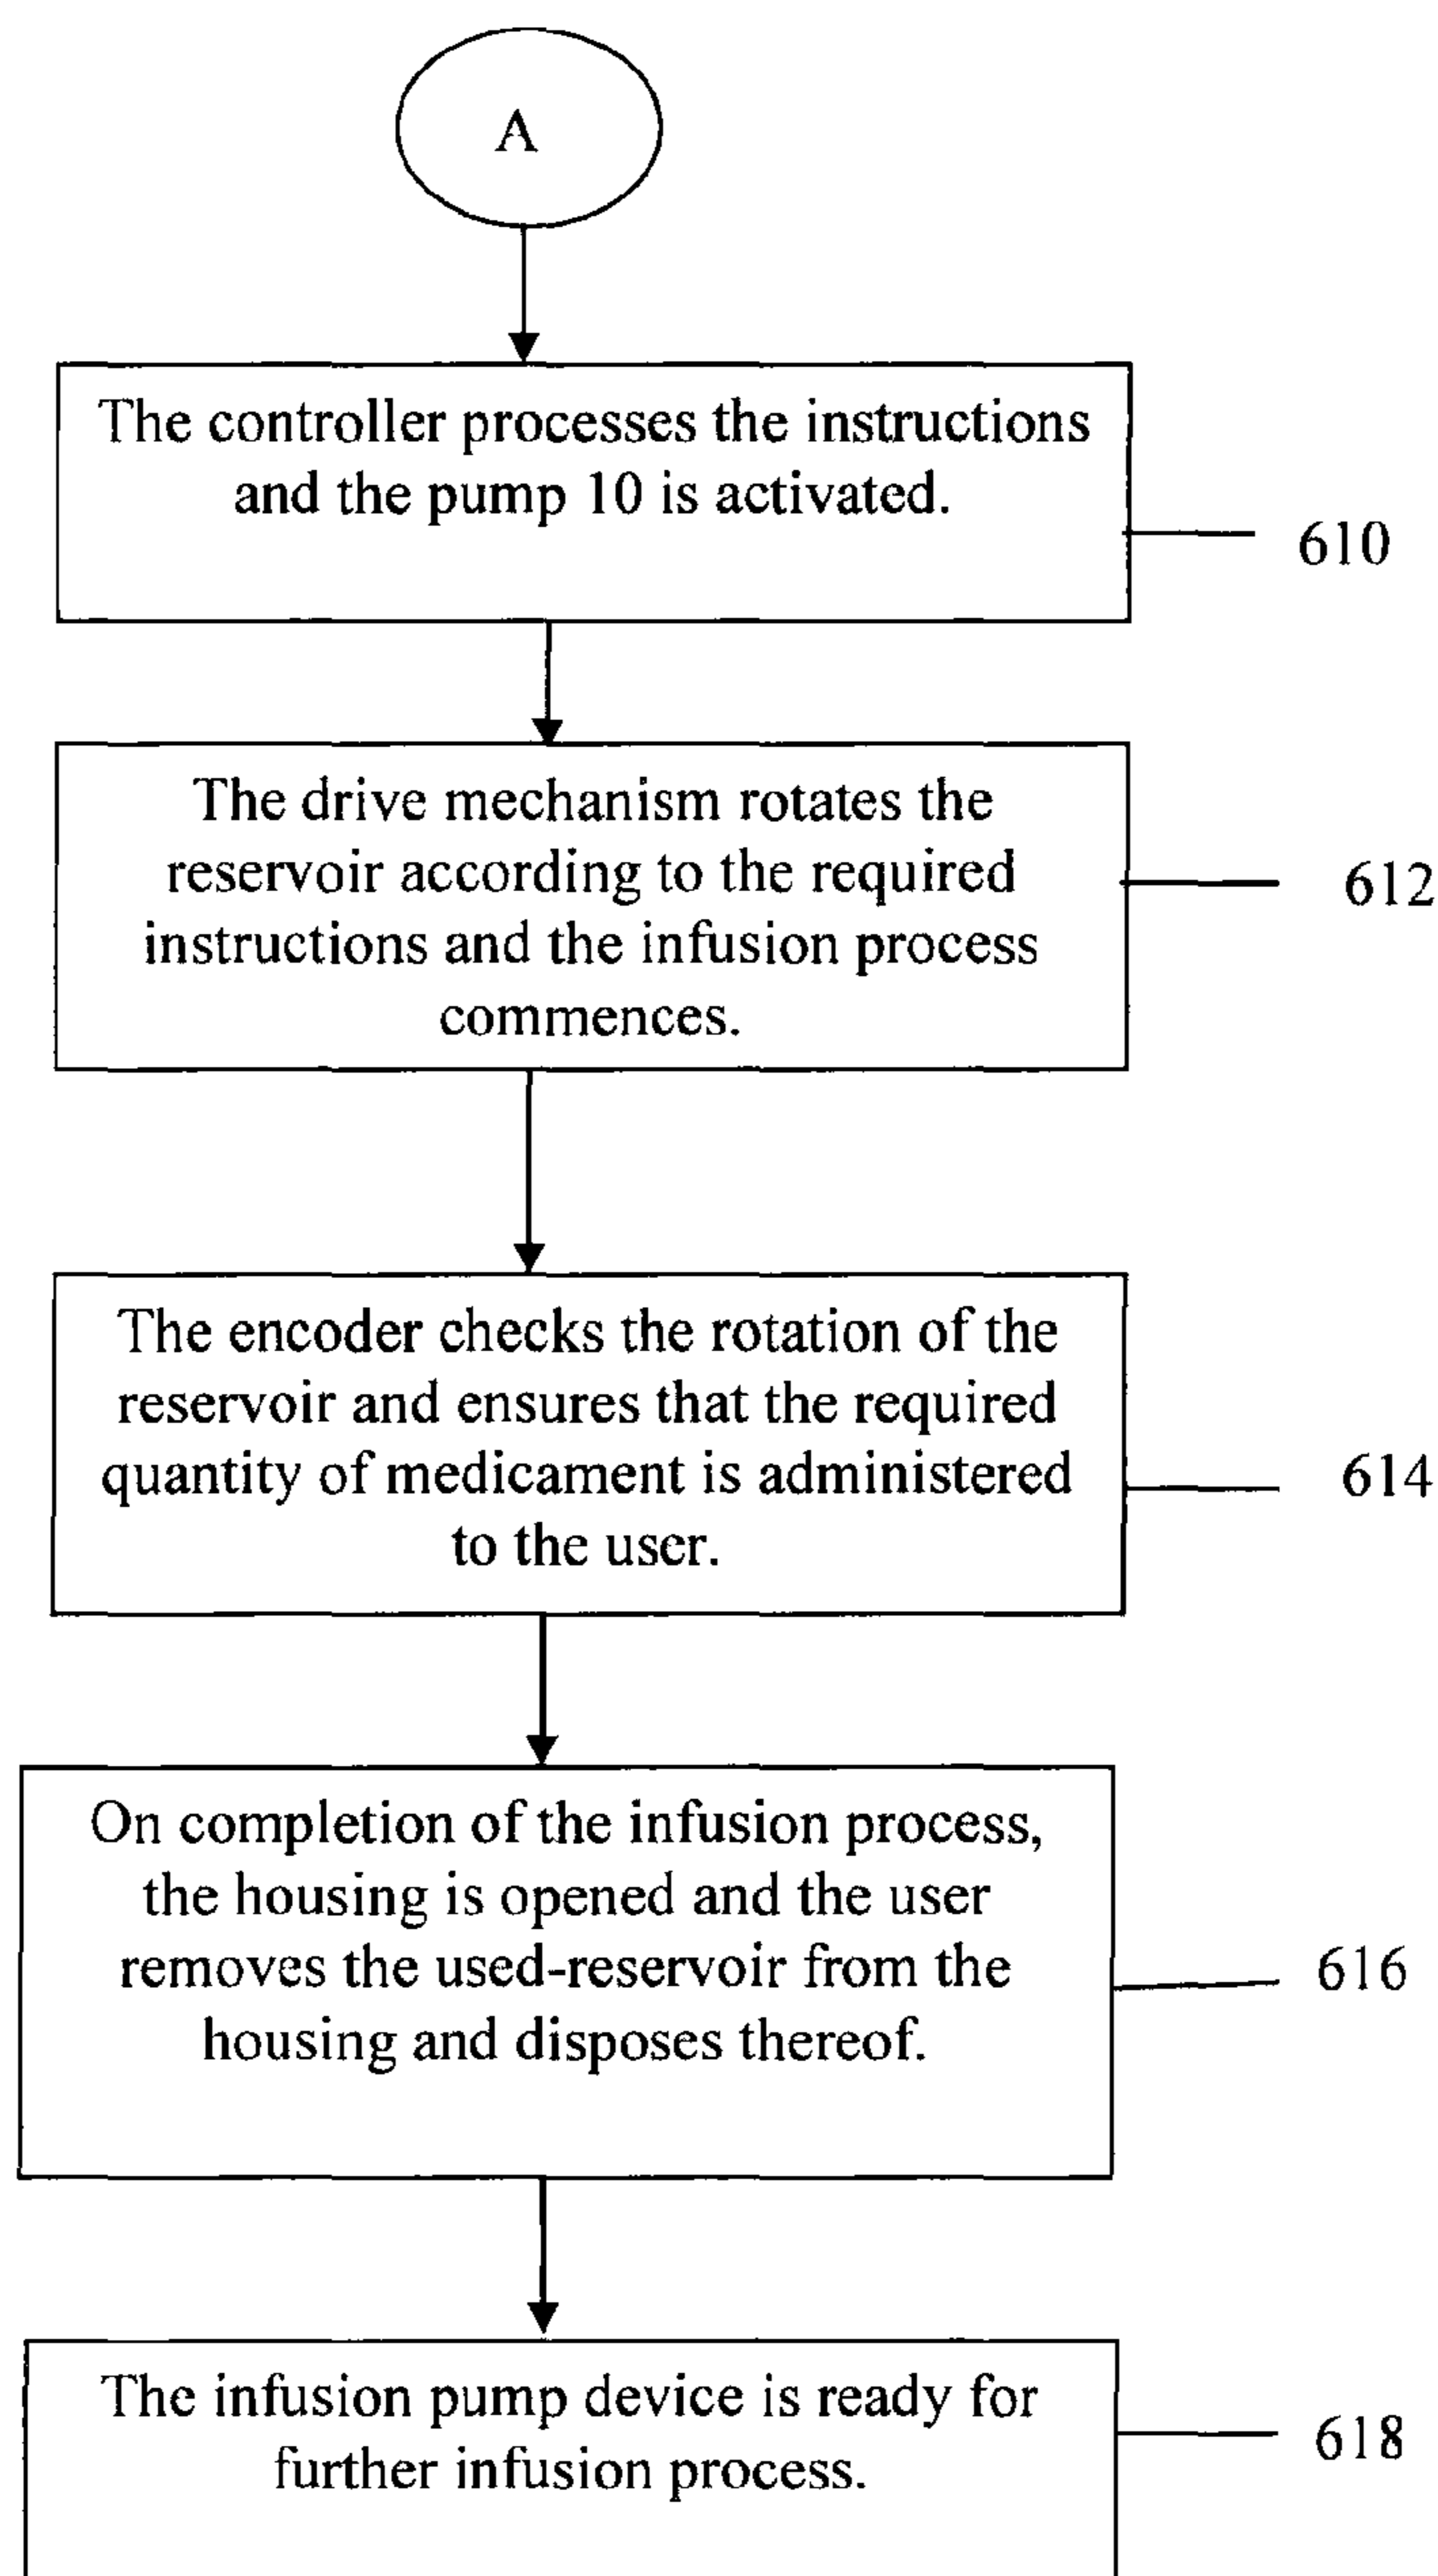 A
The controller processes the instructions
and the pump 10 is activated.
610
The drive mechanism rotates the
reservoir according to the required
instructions and the infusion process
commences.
612
The encoder checks the rotation of the
reservoir and ensures that the required
quantity of medicament is administered
to the user.
614
On completion of the infusion process,
the housing is opened and the user
removes the used-reservoir from the
housing and disposes thereof.
616
The infusion pump device is ready for
further infusion process.
618